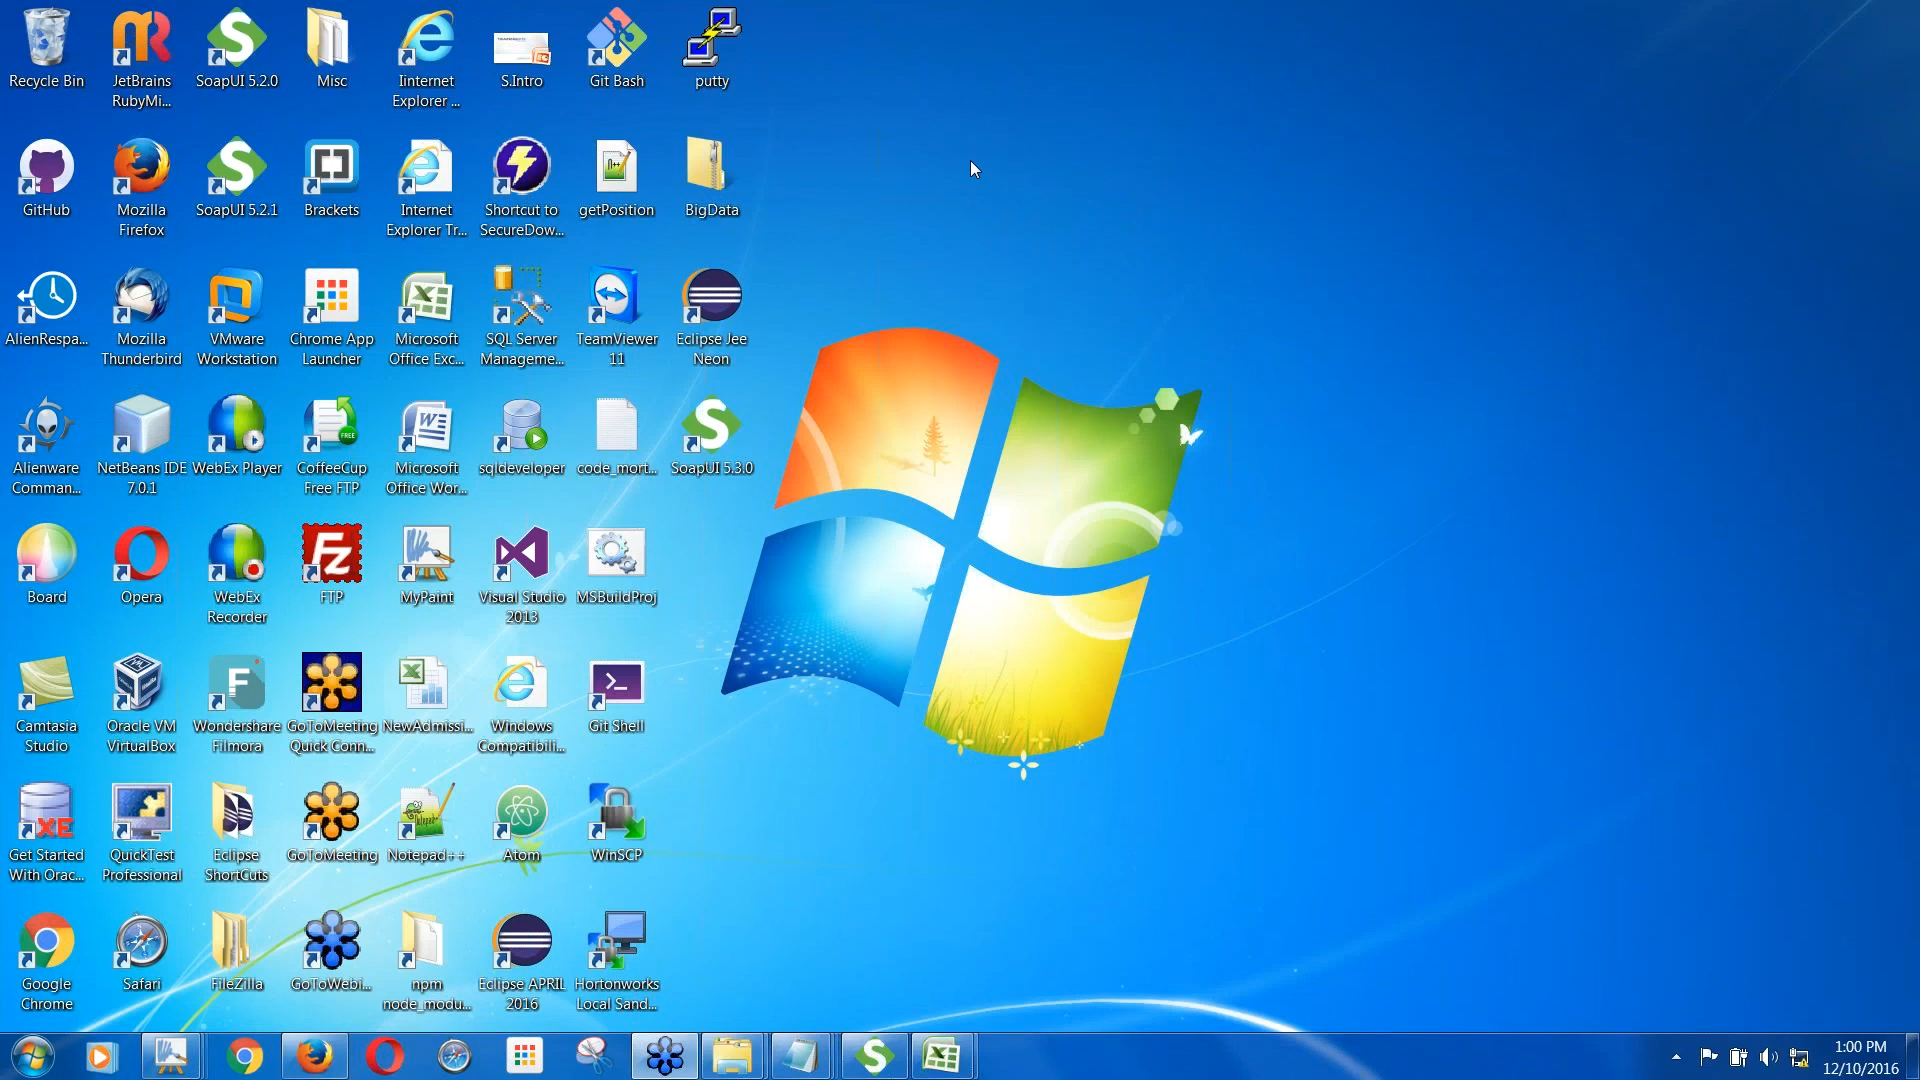 Recycle Bin
JetBrains
RubyMi...
SoapUI 5.2.0
Misc
Iinternet
Explorer ...
S.Intro
Git Bash
putty
GitHub
Mozilla
Firefox
SoapUI 5.2.1
Brackets
Internet
Explorer Tr...
Shortcut to
SecureDow...
getPosition
BigData
AlienRespa...
Mozilla
Thunderbird
VMware
Workstation
Chrome App
Launcher
Microsoft
Office Exc...
SQL Server
Manageme...
TeamViewer
11
Eclipse Jee
Neon
Alienware
Comman...
NetBeans IDE
7.0.1
WebEx Player
CoffeeCup
Free FTP
Microsoft
Office Wor...
sqldeveloper
code_mort...
SoapUI 5.3.0
Board
Opera
WebEx
Recorder
FTP
MyPaint
Visual Studio
2013
MSBuildProj
Camtasia
Studio
Oracle VM
VirtualBox
Wondershare
Filmora
GoToMeeting
Quick Conn...
NewAdmissi...
Windows
Compatibili...
Git Shell
Get Started
With Orac...
QuickTest
Professional
Eclipse
ShortCuts
GoToMeeting
Notepad++
Atom
WinSCP
Google
Chrome
Safari
FileZilla
GoToWebi...
npm
node_modu...
Eclipse APRIL
2016
Hortonworks
Local Sand...
1:00 PM
12/10/2016